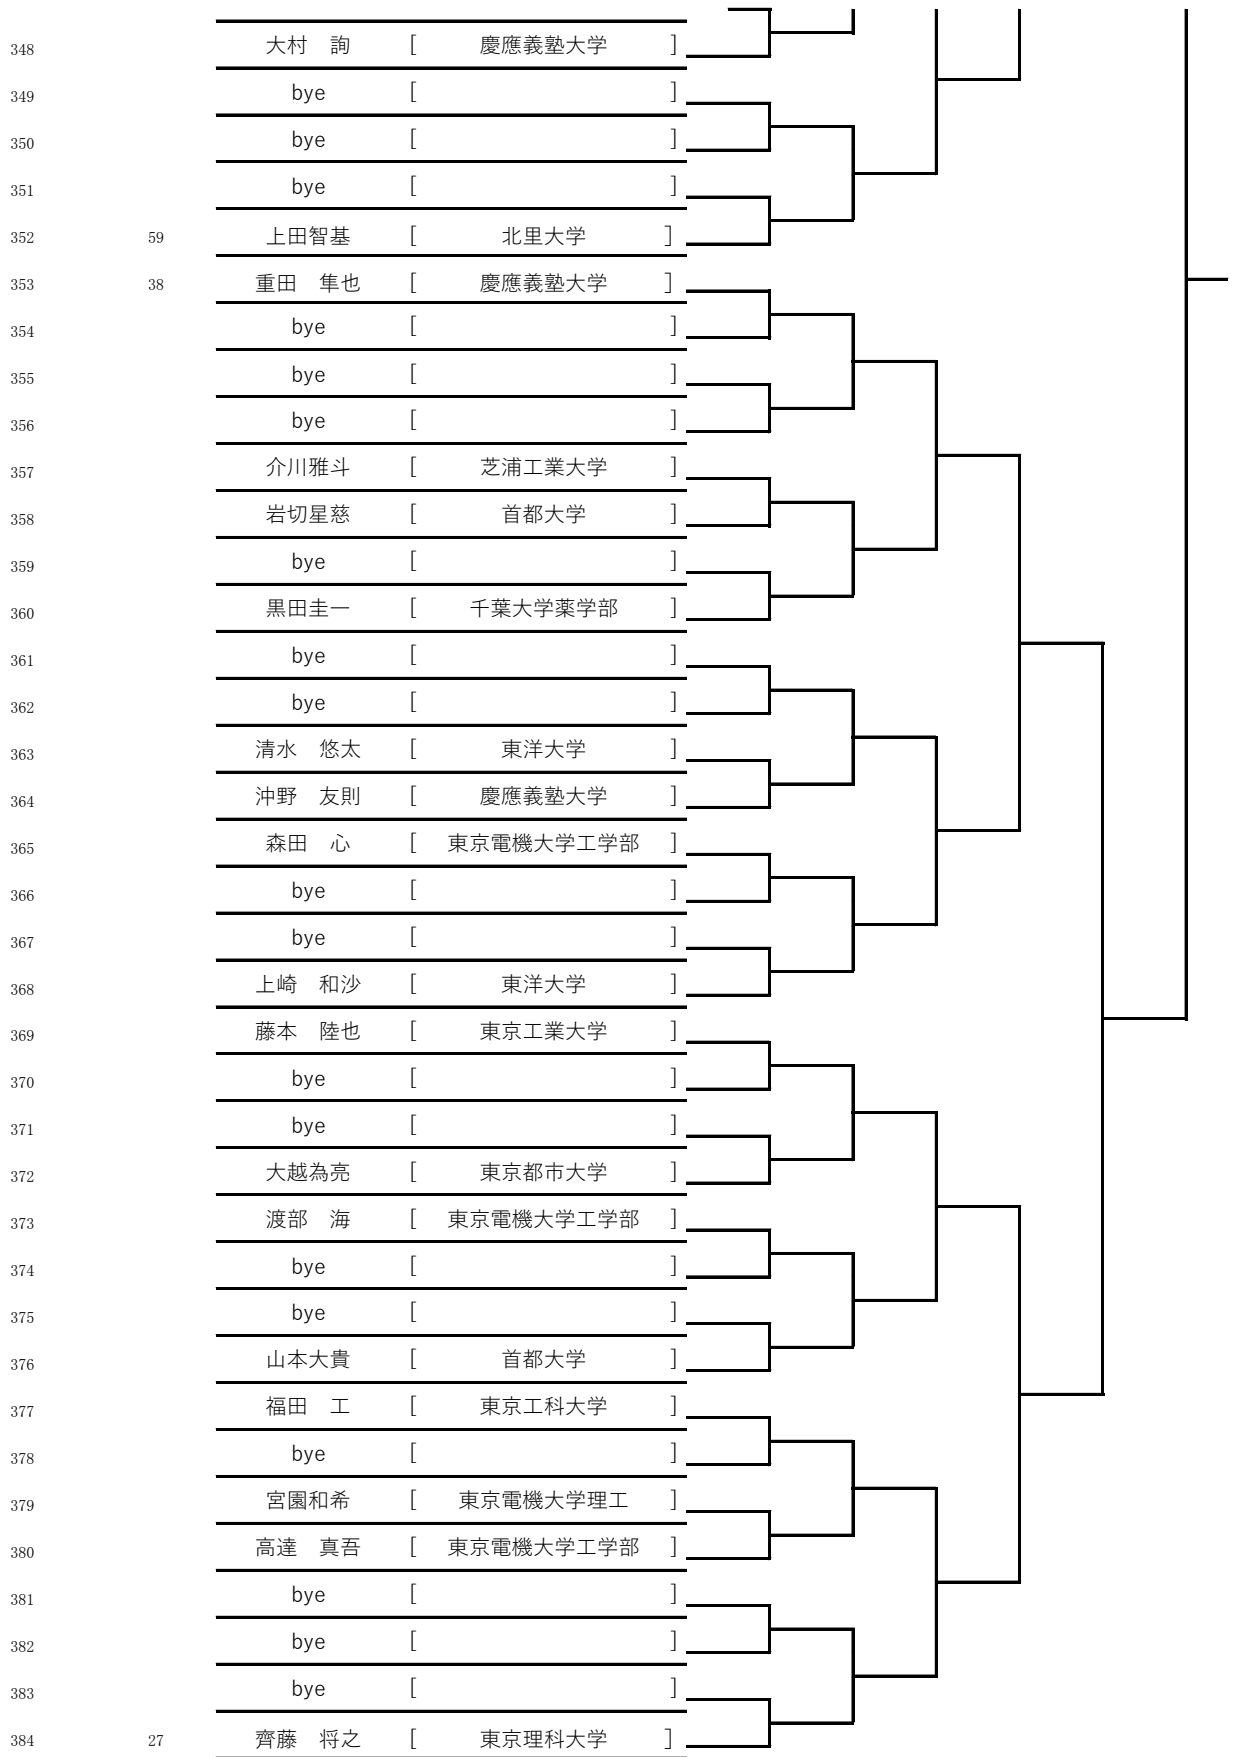 348 大村　詢 [ 慶應義塾大学 ]
349 bye [ ]
350 bye [ ]
351 bye [ ]
352 59 上田智基 [ 北里大学 ]
353 38 重田　隼也 [ 慶應義塾大学 ]
354 bye [ ]
355 bye [ ]
356 bye [ ]
357 介川雅斗 [ 芝浦工業大学 ]
358 岩切星慈 [ 首都大学 ]
359 bye [ ]
360 黒田圭一 [ 千葉大学薬学部 ]
361 bye [ ]
362 bye [ ]
363 清水　悠太 [ 東洋大学 ]
364 沖野　友則 [ 慶應義塾大学 ]
365 森田　心 [ 東京電機大学工学部 ]
366 bye [ ]
367 bye [ ]
368 上崎　和沙 [ 東洋大学 ]
369 藤本　陸也 [ 東京工業大学 ]
370 bye [ ]
371 bye [ ]
372 大越為亮 [ 東京都市大学 ]
373 渡部　海 [ 東京電機大学工学部 ]
374 bye [ ]
375 bye [ ]
376 山本大貴 [ 首都大学 ]
377 福田　工 [ 東京工科大学 ]
378 bye [ ]
379 宮園和希 [ 東京電機大学理工 ]
380 高達　真吾 [ 東京電機大学工学部 ]
381 bye [ ]
382 bye [ ]
383 bye [ ]
384 27 齊藤　将之 [ 東京理科大学 ]